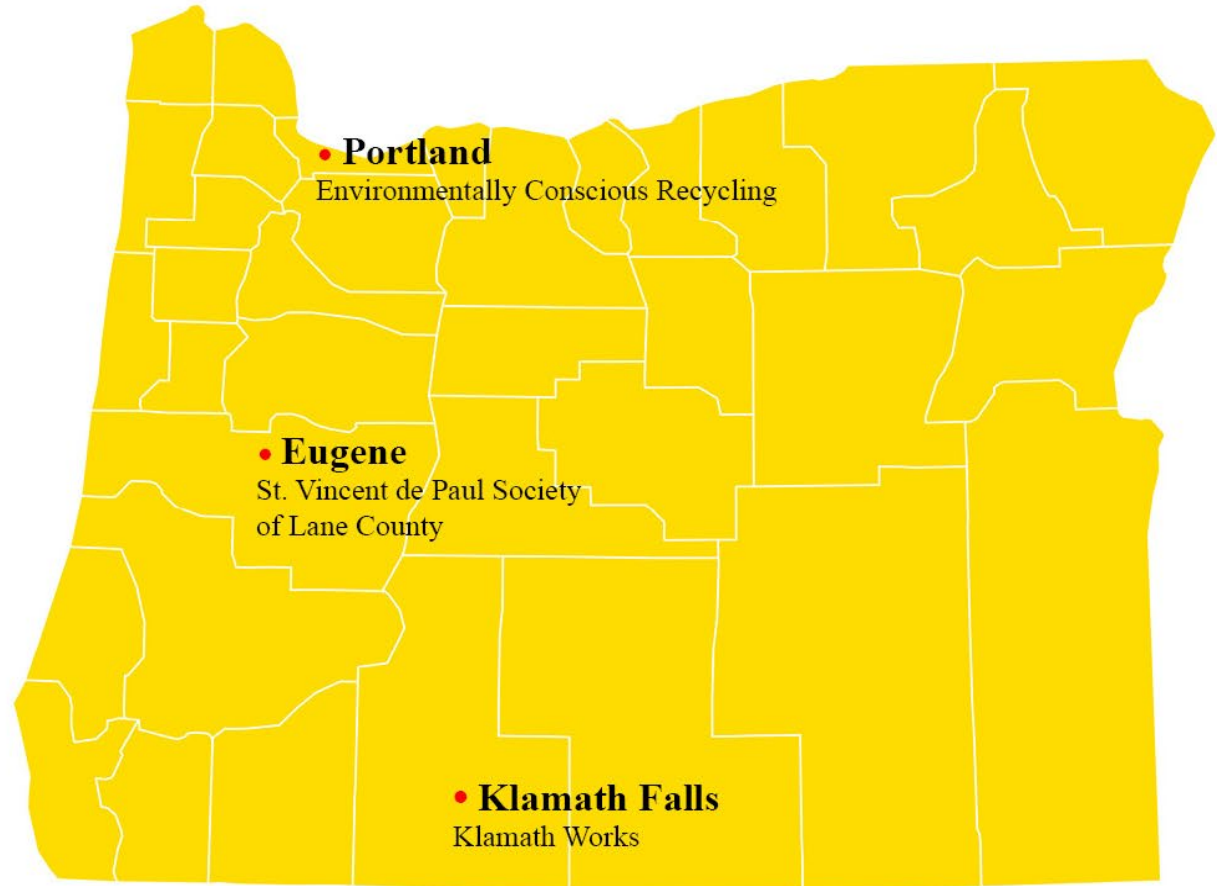 Portland
Environmentally Conscious Recycling
Eugene
St. Vincent de Paul Society
of Lane County
Klamath Falls
Klamath Works